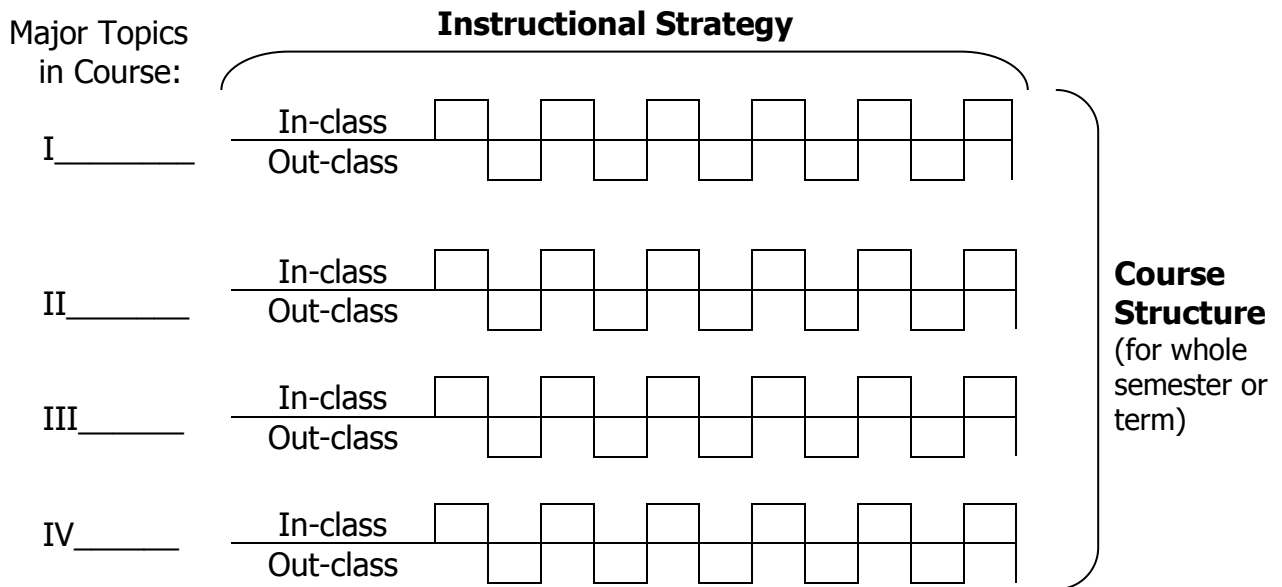 Instructional Strategy
Major Topics
in Course:
I________
In-class
Out-class
II_______
In-class
Out-class
III______
In-class
Out-class
IV______
In-class
Out-class
Course
Structure
(for whole
semester or
term)